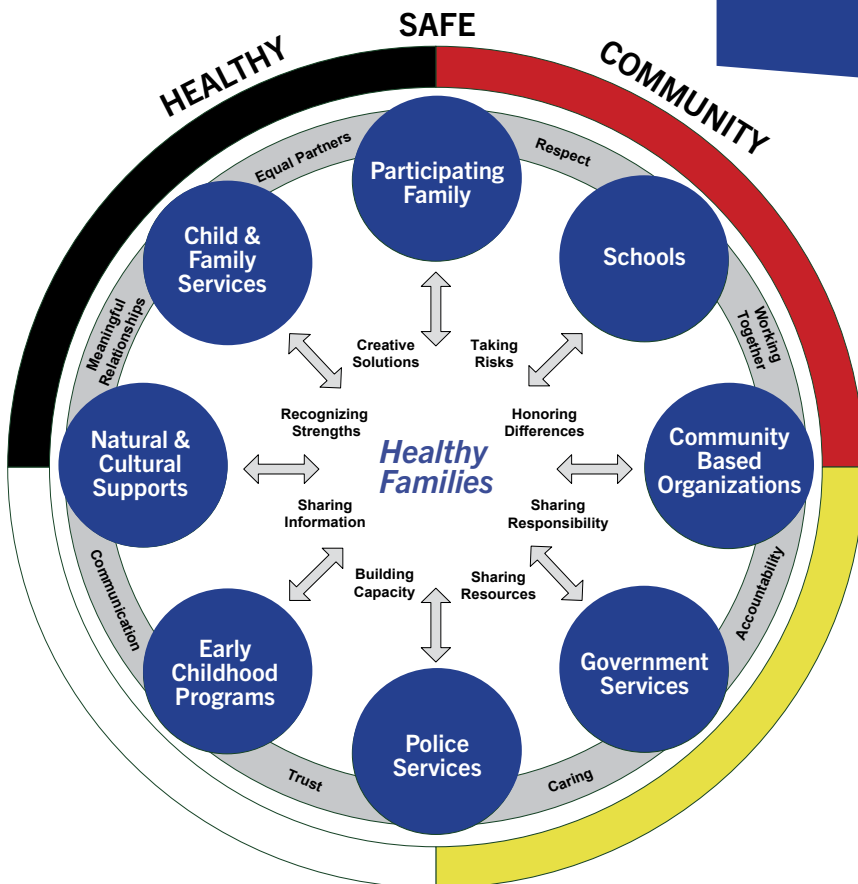 SAFE
HEALTHY
COMMUNITY
Equal Partners
Participating
Family
Respect
Child &
Family
Services
Schools
Meaningful
Relationships
Working
Together
Creative
Solutions
Taking
Risks
Recognizing
Strengths
Honoring
Differences
Natural &
Cultural
Supports
Healthy
Families
Community
Based
Organizations
Sharing
Information
Sharing
Responsibility
Building
Capacity
Sharing
Resources
Communication
Accountability
Early
Childhood
Programs
Government
Services
Police
Services
Trust
Caring